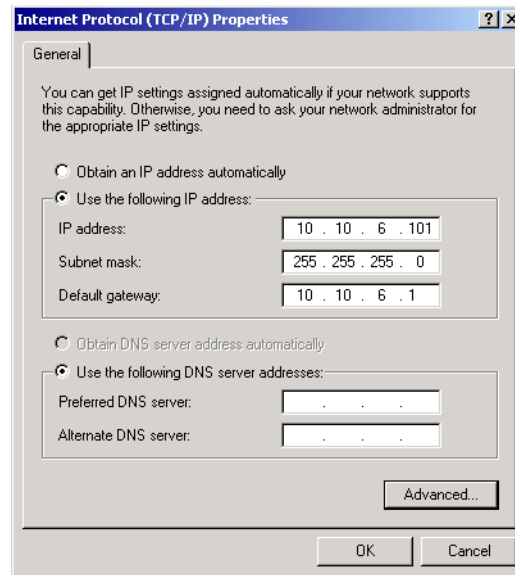 Internet Protocol (TCP/IP) Properties
? X
General
You can get IP settings assigned automatically if your network supports
this capability. Otherwise, you need to ask your network administrator for
the appropriate IP settings.
Obtain an IP address automatically
Use the following IP address:
IP address: 10 . 10 . 6 . 101
Subnet mask: 255 . 255 . 255 . 0
Default gateway: 10 . 10 . 6 . 1
Obtain DNS server address automatically
Use the following DNS server addresses:
Preferred DNS server: . . .
Alternate DNS server: . . .
Advanced...
OK Cancel